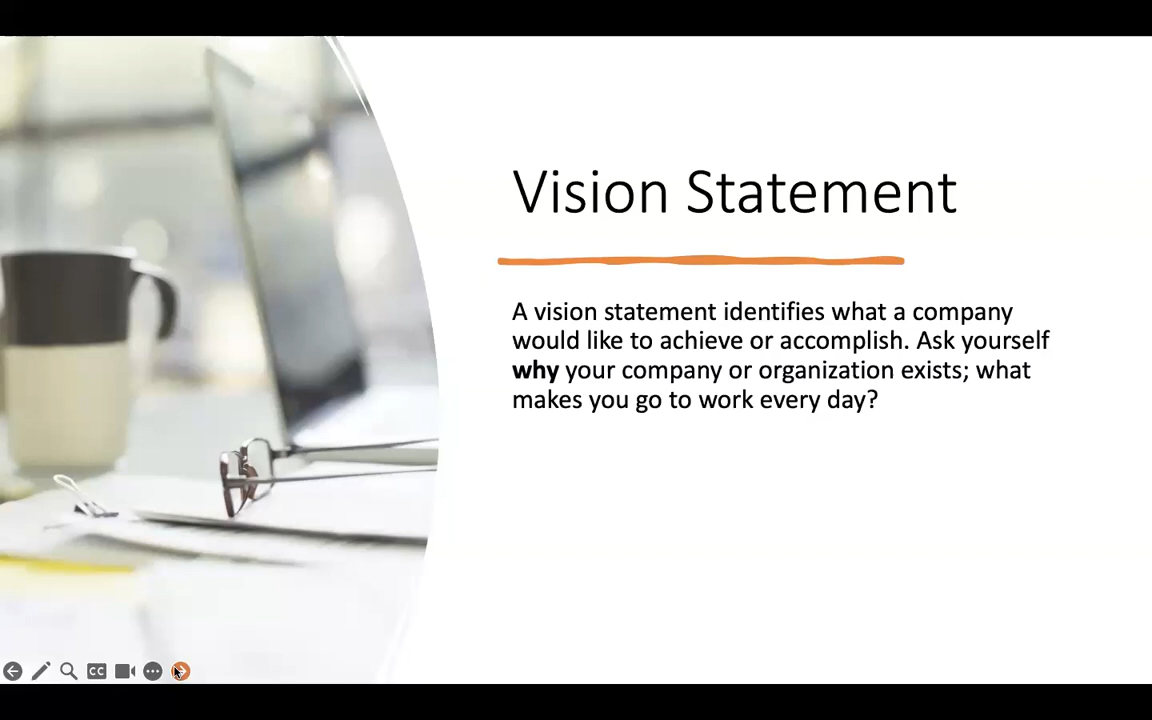 Vision Statement
A vision statement identifies what a company
would like to achieve or accomplish. Ask yourself
why your company or organization exists; what
makes you go to work every day?
CC